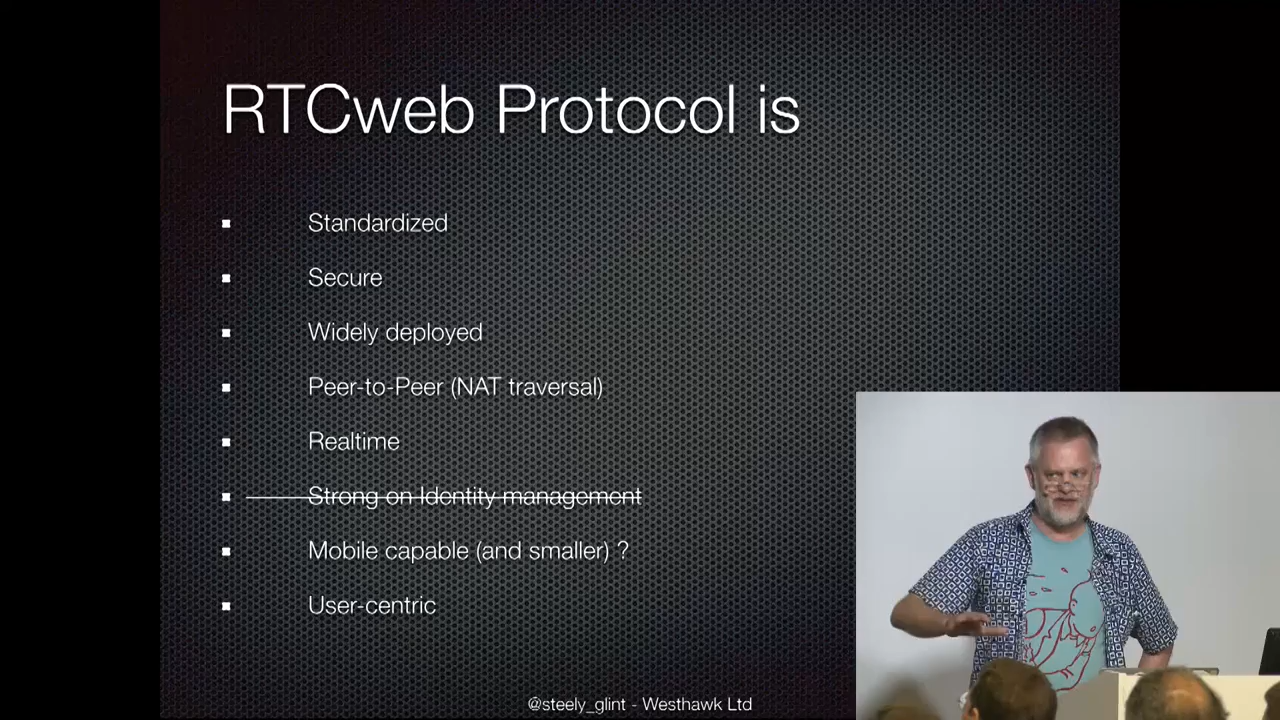 RTCweb Protocol is
Standardized
Secure
Widely deployed
Peer-to-Peer (NAT traversal)
Realtime
Strong on Identity management
Mobile capable (and smaller) ?
User-centric
@steely_glint - Westhawk Ltd